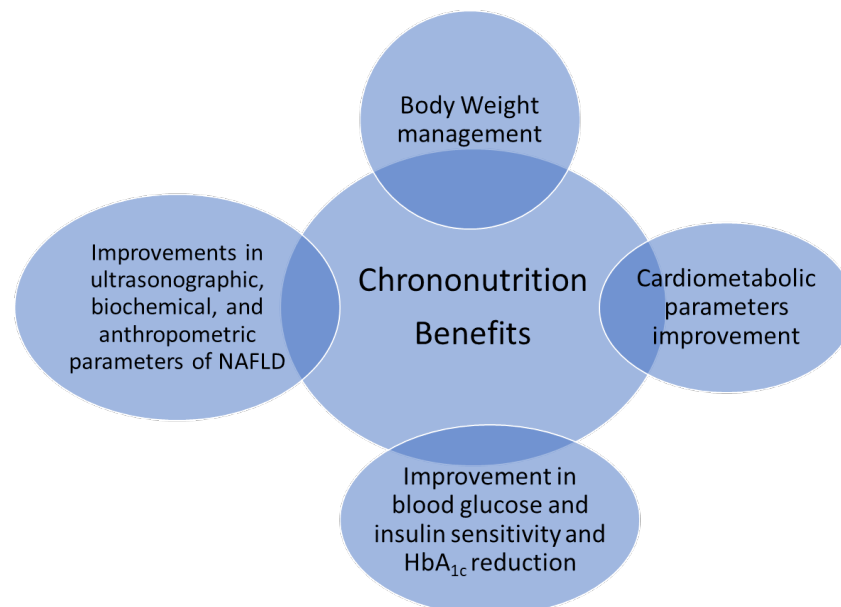 Body Weight
management
Improvements in
ultrasonographic,
biochemical, and
anthropometric
parameters of NAFLD
Chrononutrition
Benefits
Cardiometabolic
parameters
improvement
Improvement in
blood glucose and
insulin sensitivity and
HbA1c reduction